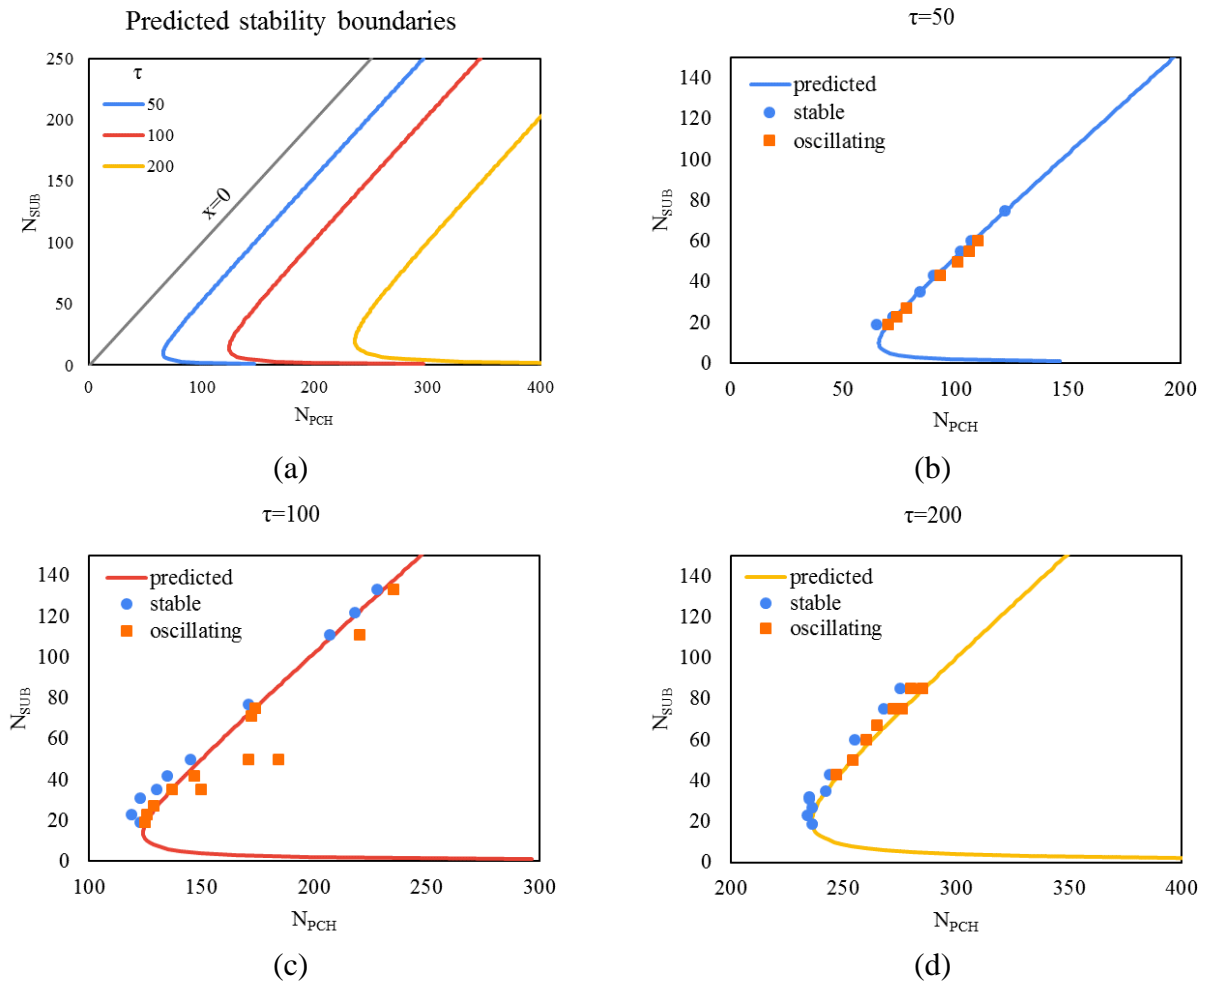 Predicted stability boundaries
250
200
150
100
50
0
N_SUB
τ
50
100
200
x=0
0
100
200
300
400
N_PCH
(a)
τ=50
140
120
100
80
60
40
20
0
N_SUB
predicted
stable
oscillating
0
50
100
150
200
N_PCH
(b)
τ=100
140
120
100
80
60
40
20
0
N_SUB
predicted
stable
oscillating
100
150
200
250
300
N_PCH
(c)
τ=200
140
120
100
80
60
40
20
0
N_SUB
predicted
stable
oscillating
200
250
300
350
400
N_PCH
(d)